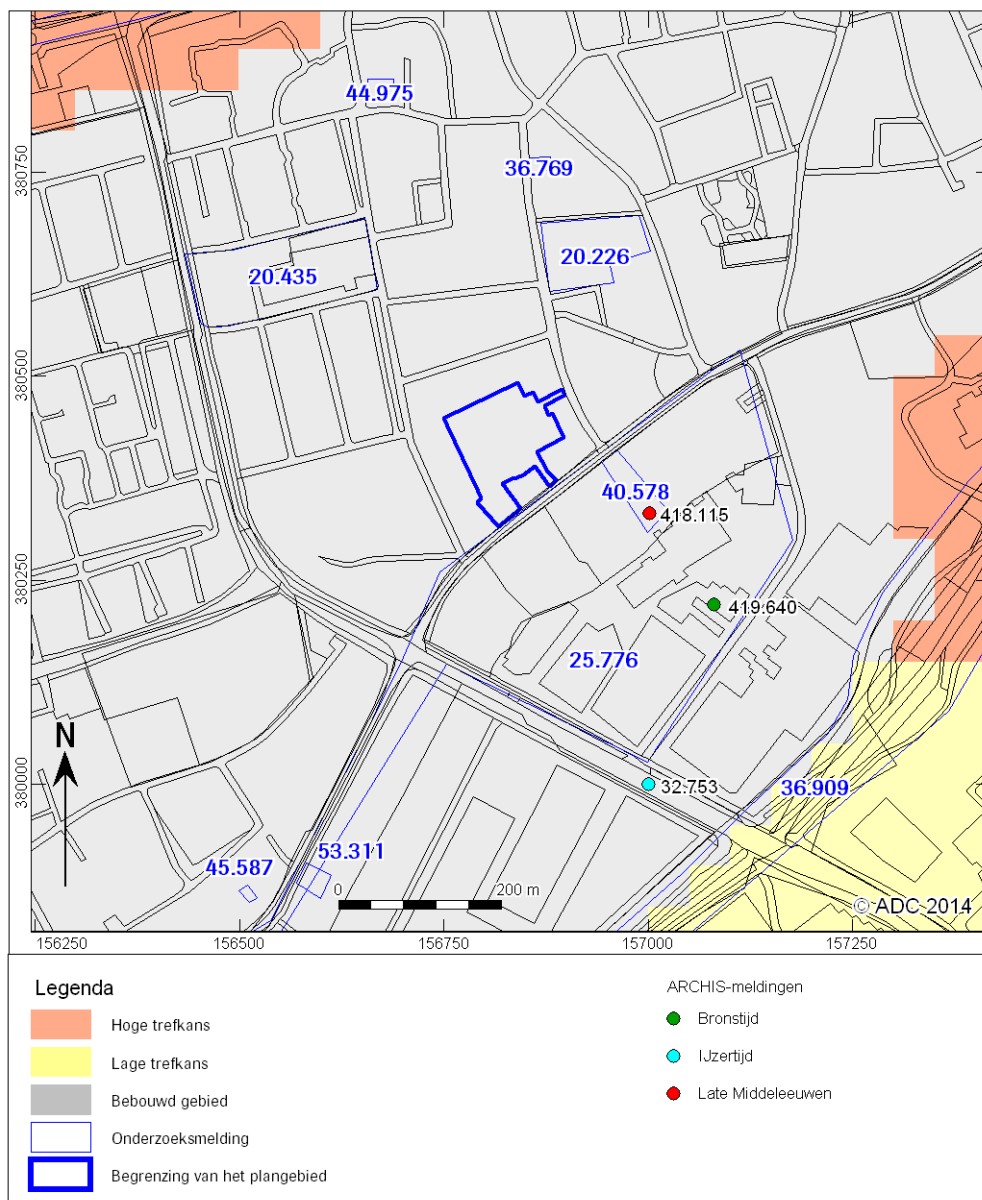 44.975
36.769
20.435
20.226
40.578
418.115
419.640
25.776
32.753
36.909
53.311
45.587
N
0
200 m
© ADC 2014
380750
380500
380250
380000
156250
156500
156750
157000
157250
Legenda
Hoge trefkans
Lage trefkans
Bebouwd gebied
Onderzoeksmelding
Begrenzing van het plangebied
ARCHIS-meldingen
Bronstijd
IJzertijd
Late Middeleeuwen